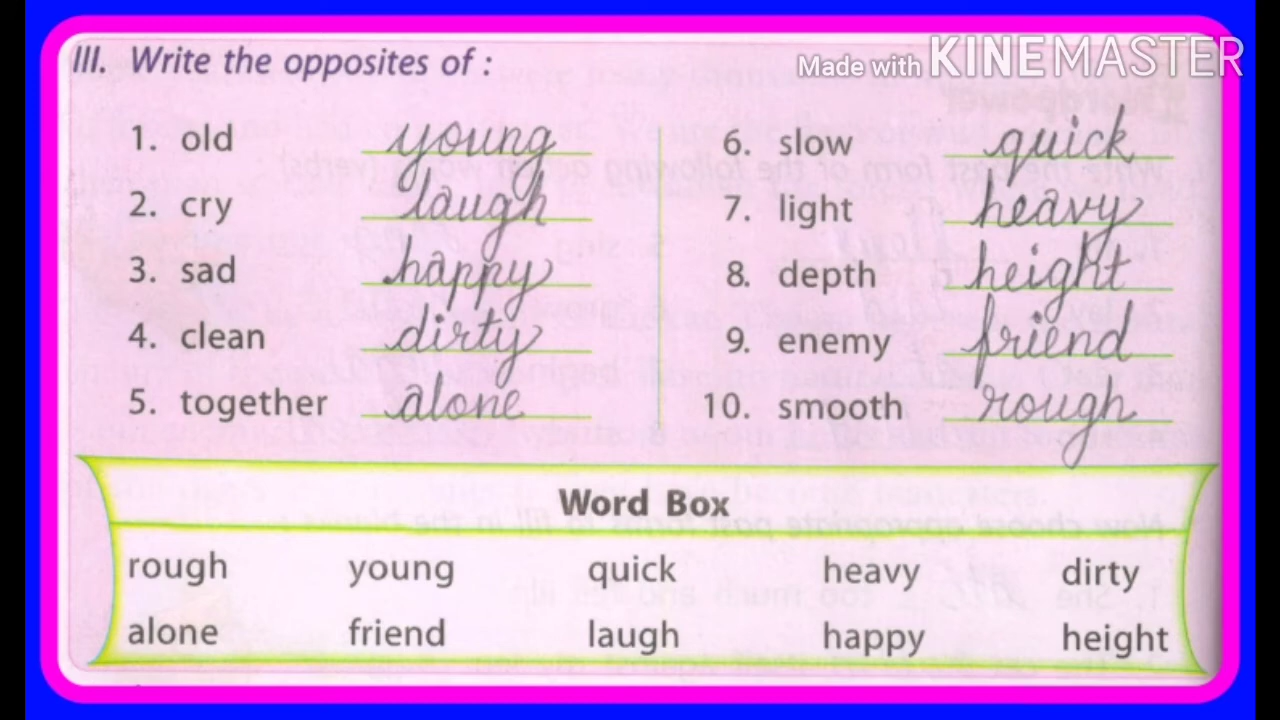 III. Write the opposites of :
Made with KINEMASTER
1. old young
2. cry laugh
3. sad happy
4. clean dirty
5. together alone
6. slow quick
7. light heavy
8. depth height
9. enemy friend
10. smooth rough
Word Box
rough young quick heavy dirty
alone friend laugh happy height